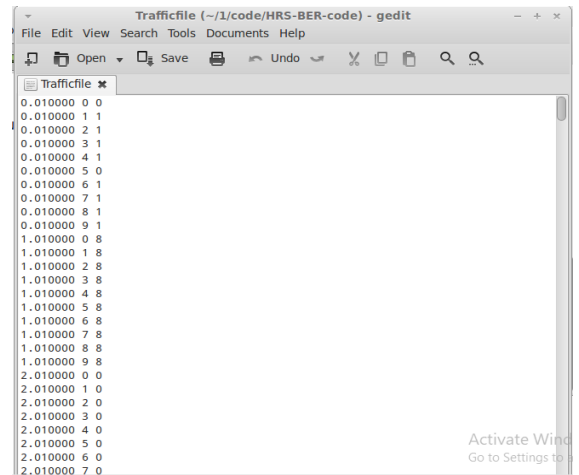 Trafficfile (~/1/code/HRS-BER-code) - gedit
File Edit View Search Tools Documents Help
Open Save Undo
Trafficfile
0.010000 0 0
0.010000 1 1
0.010000 2 1
0.010000 3 1
0.010000 4 1
0.010000 5 0
0.010000 6 1
0.010000 7 1
0.010000 8 1
0.010000 9 1
1.010000 0 8
1.010000 1 8
1.010000 2 8
1.010000 3 8
1.010000 4 8
1.010000 5 8
1.010000 6 8
1.010000 7 8
1.010000 8 8
1.010000 9 8
2.010000 0 0
2.010000 1 0
2.010000 2 0
2.010000 3 0
2.010000 4 0
2.010000 5 0
2.010000 6 0
2.010000 7 0
Activate Wind
Go to Settings to a